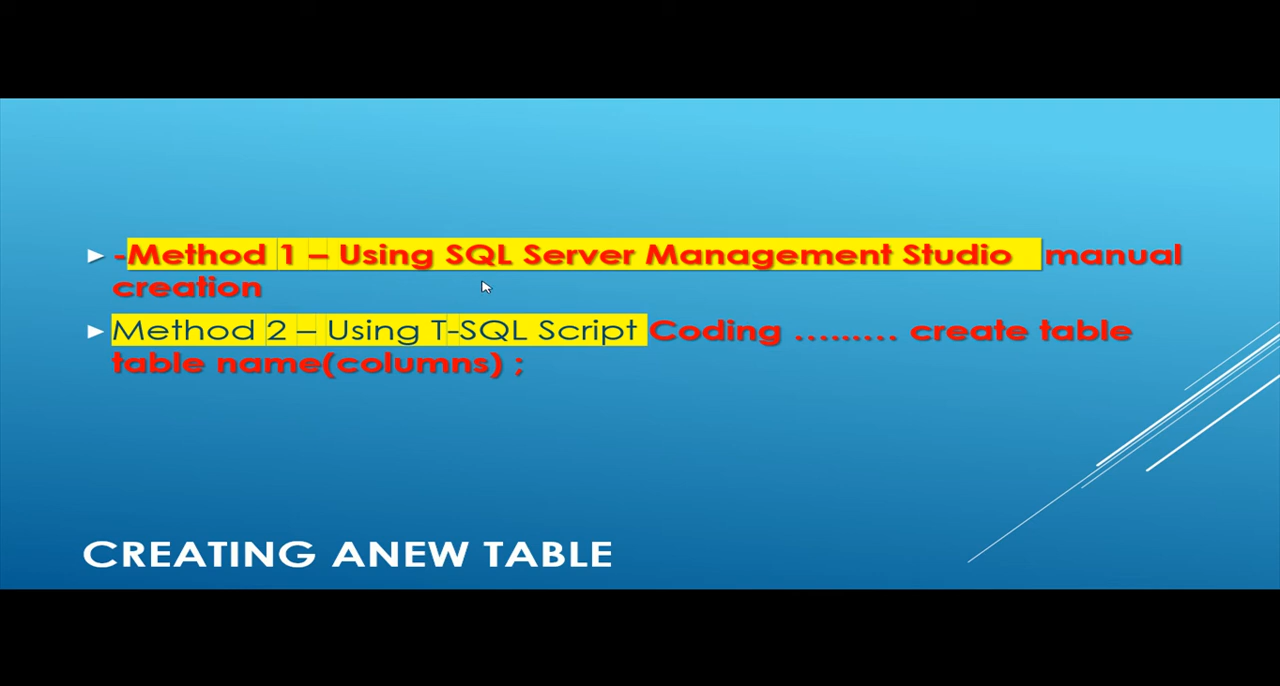 -Method 1 – Using SQL Server Management Studio manual
creation
Method 2 – Using T-SQL Script Coding ........... create table
table name(columns) ;
CREATING ANEW TABLE